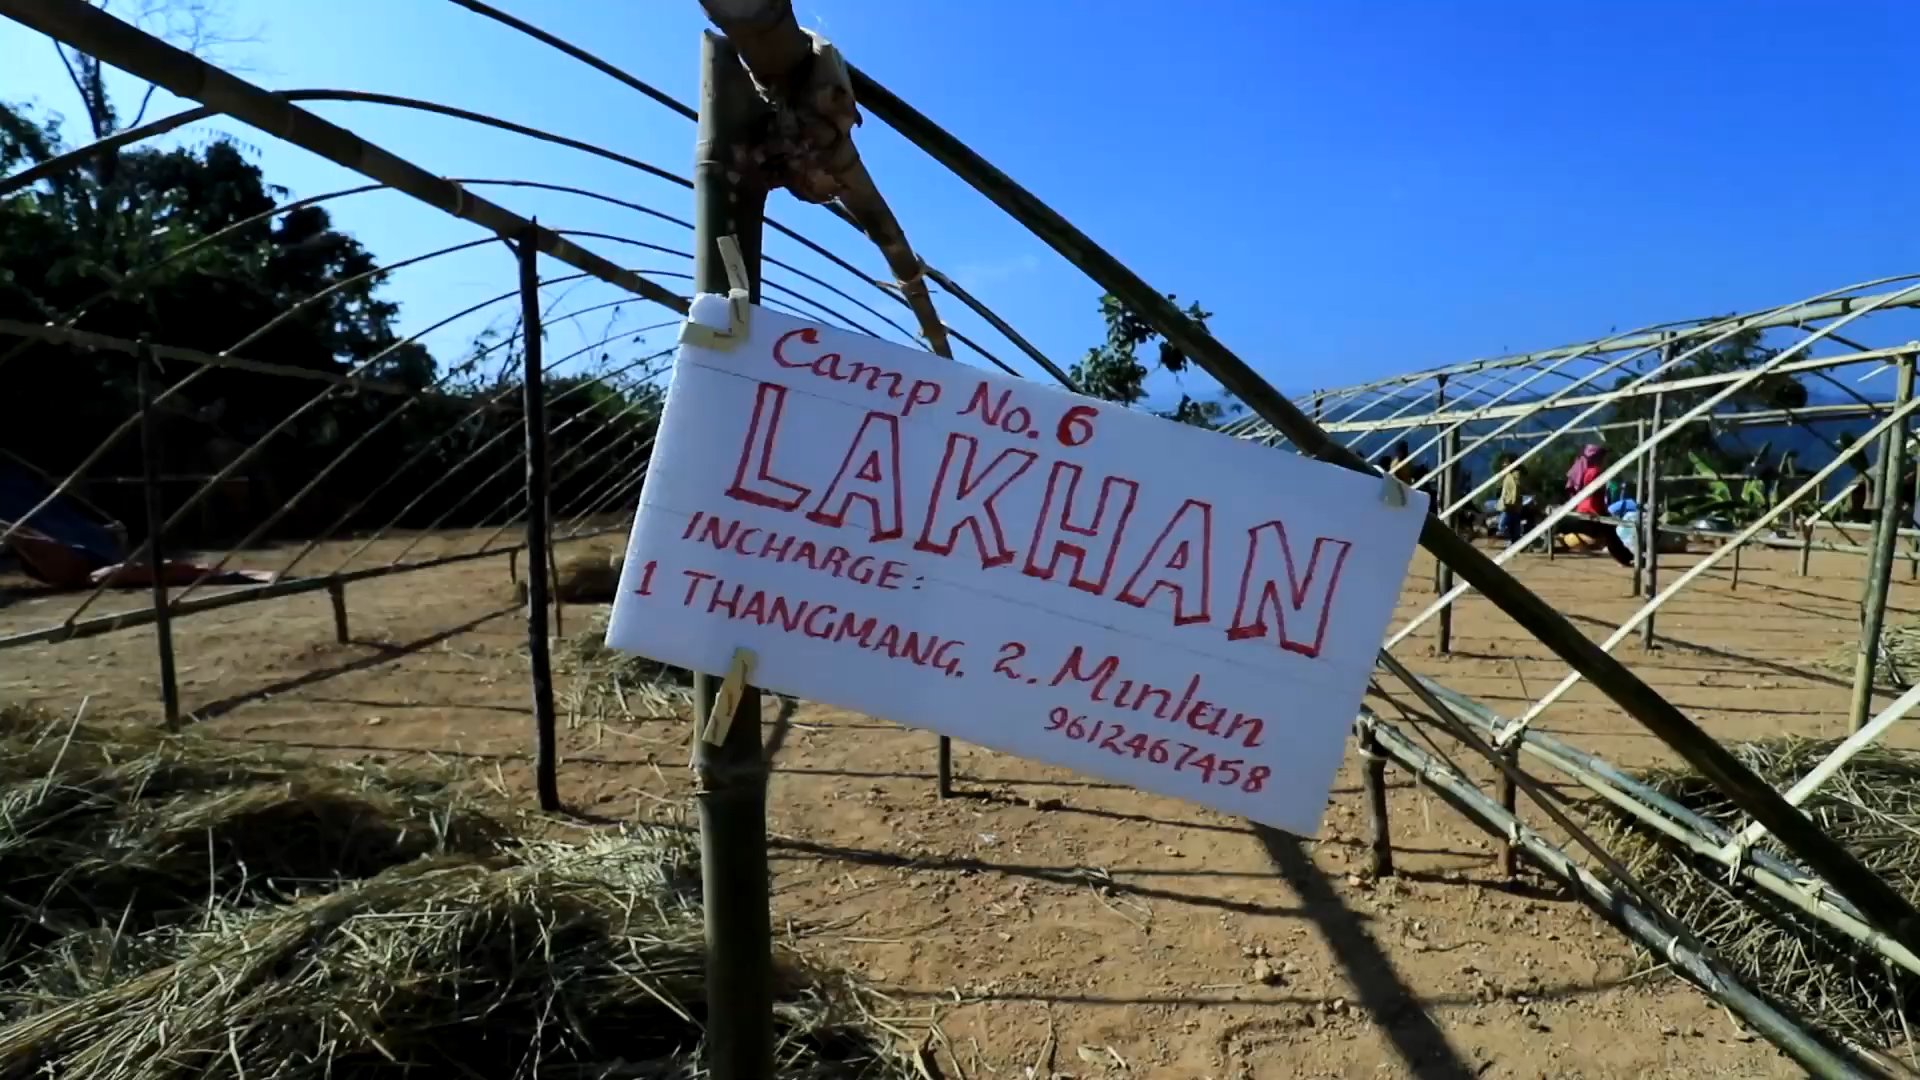 Camp No. 6
LAKHAN
INCHARGE:
1 THANGMANG. 2. Minlun
9612467458